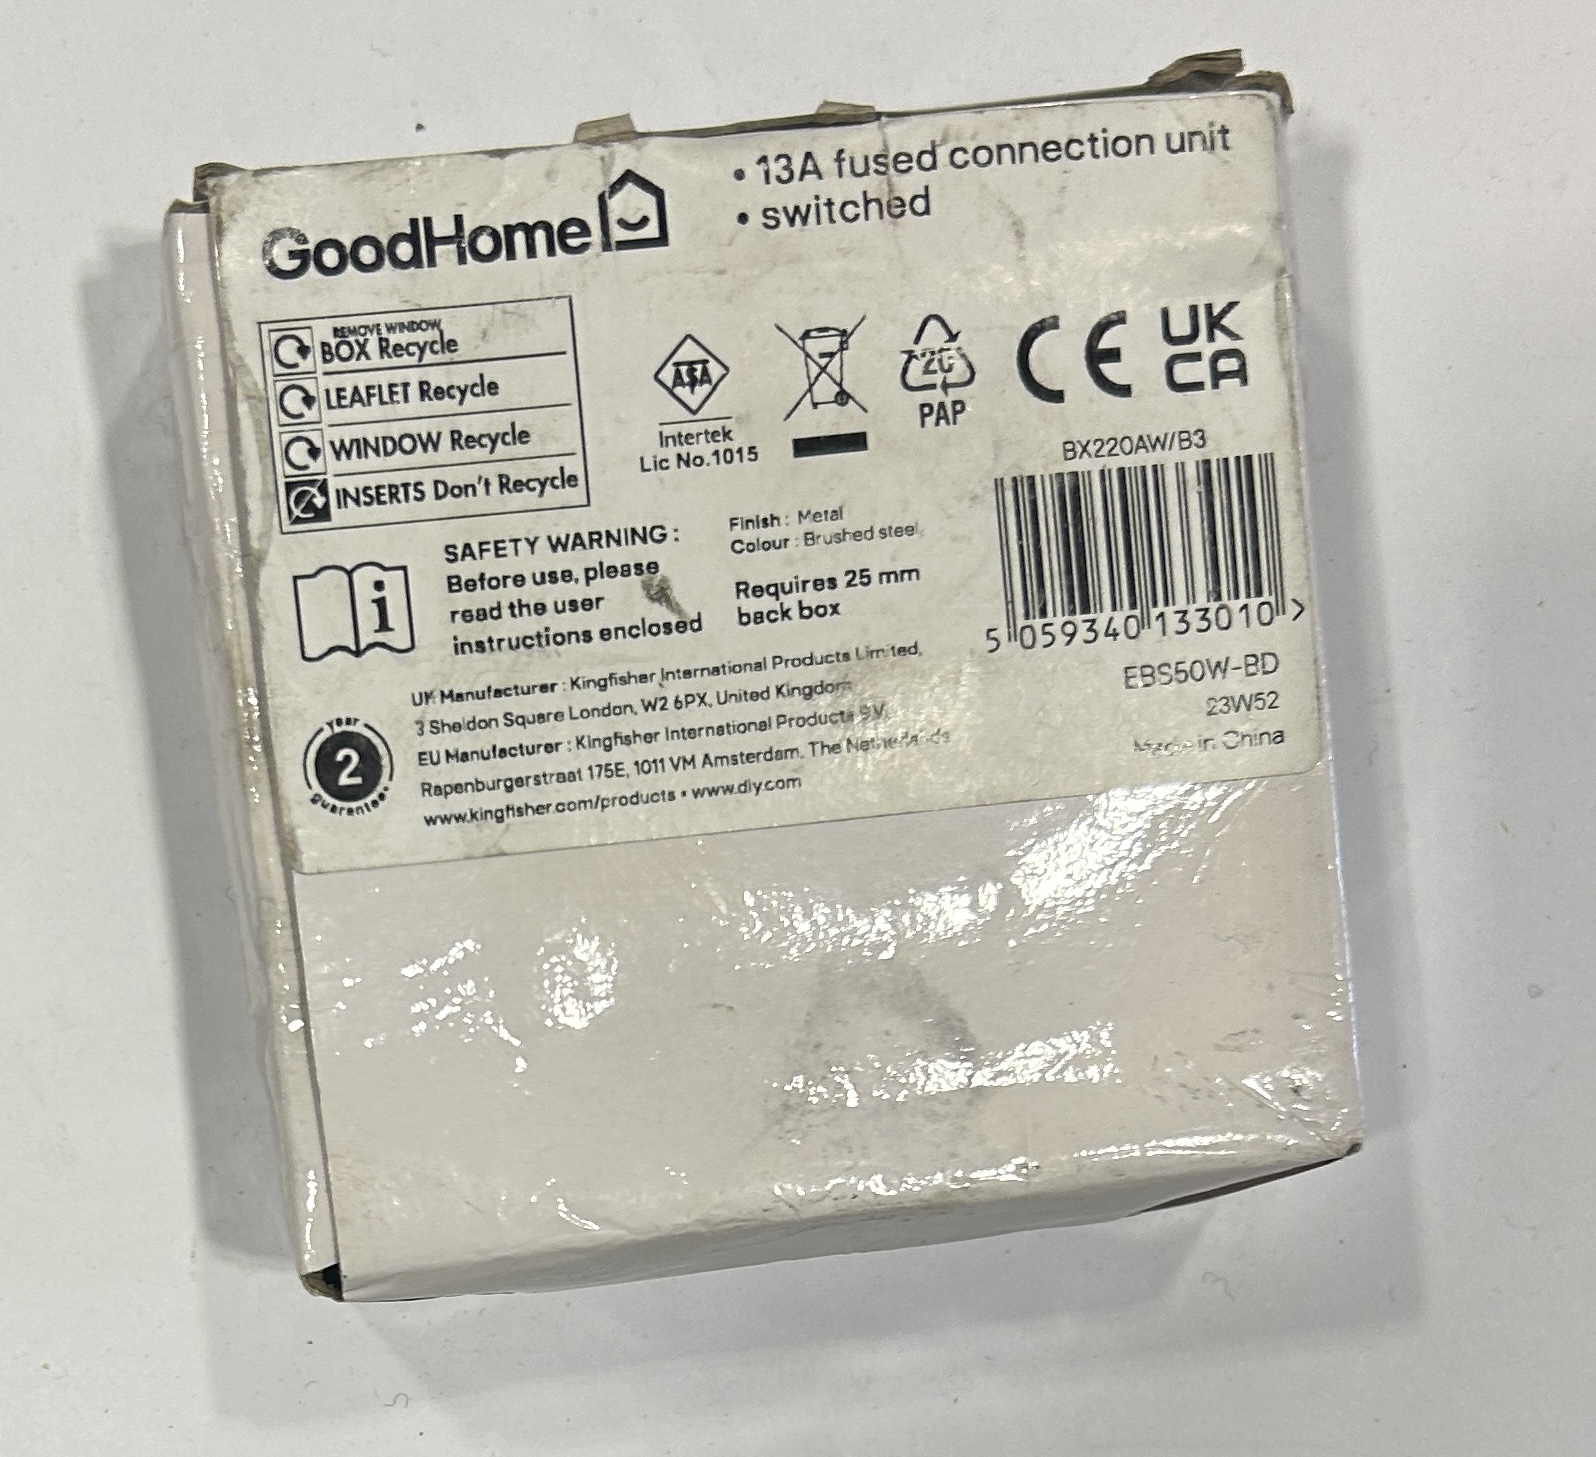 GoodHome
• 13A fused connection unit
• switched
REMOVE WINDOW
BOX Recycle
LEAFLET Recycle
WINDOW Recycle
INSERTS Don't Recycle
ASTA
Intertek
Lic No.1015
20
PAP
CE
UK
CA
BX220AW/B3
5 059340 133010 >
EBS50W-BD
23W52
Made in China
SAFETY WARNING :
Before use, please
read the user
instructions enclosed
Finish : Metal
Colour : Brushed steel
Requires 25 mm
back box
year
2
guarantee
UK Manufacturer : Kingfisher International Products Limited,
3 Sheldon Square London, W2 6PX, United Kingdom
EU Manufacturer : Kingfisher International Products
Rapenburgerstraat 175E, 1011 VM Amsterdam, The Netherlands
www.kingfisher.com/products • www.diy.com